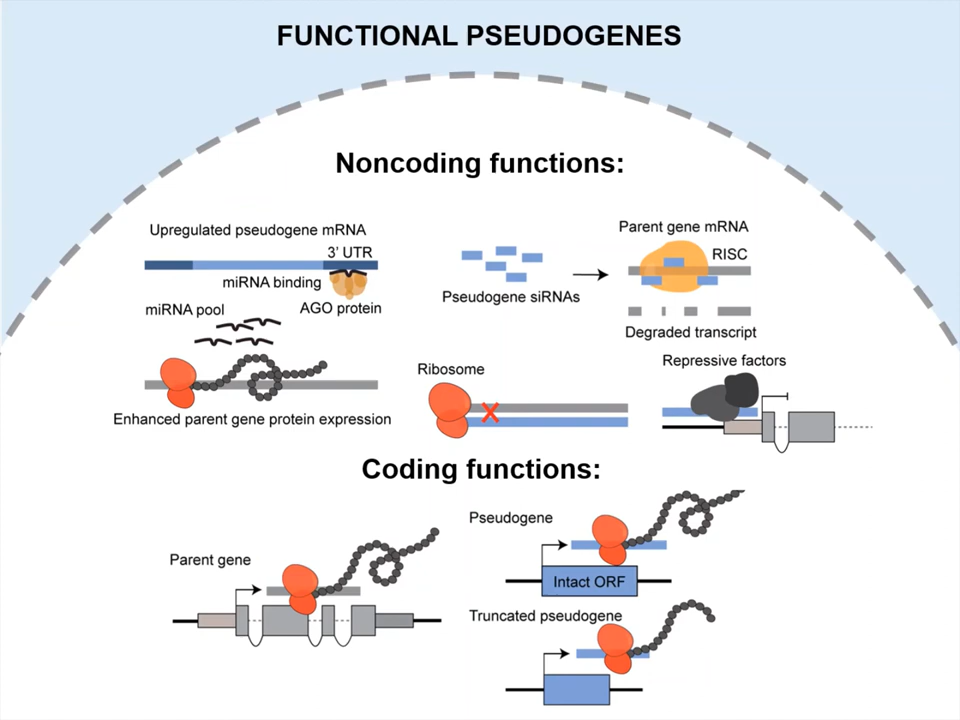 FUNCTIONAL PSEUDOGENES
Noncoding functions:
Upregulated pseudogene mRNA
3’ UTR
miRNA binding
AGO protein
miRNA pool
Enhanced parent gene protein expression
Pseudogene siRNAs
Parent gene mRNA
RISC
Degraded transcript
Ribosome
Repressive factors
Coding functions:
Parent gene
Pseudogene
Intact ORF
Truncated pseudogene